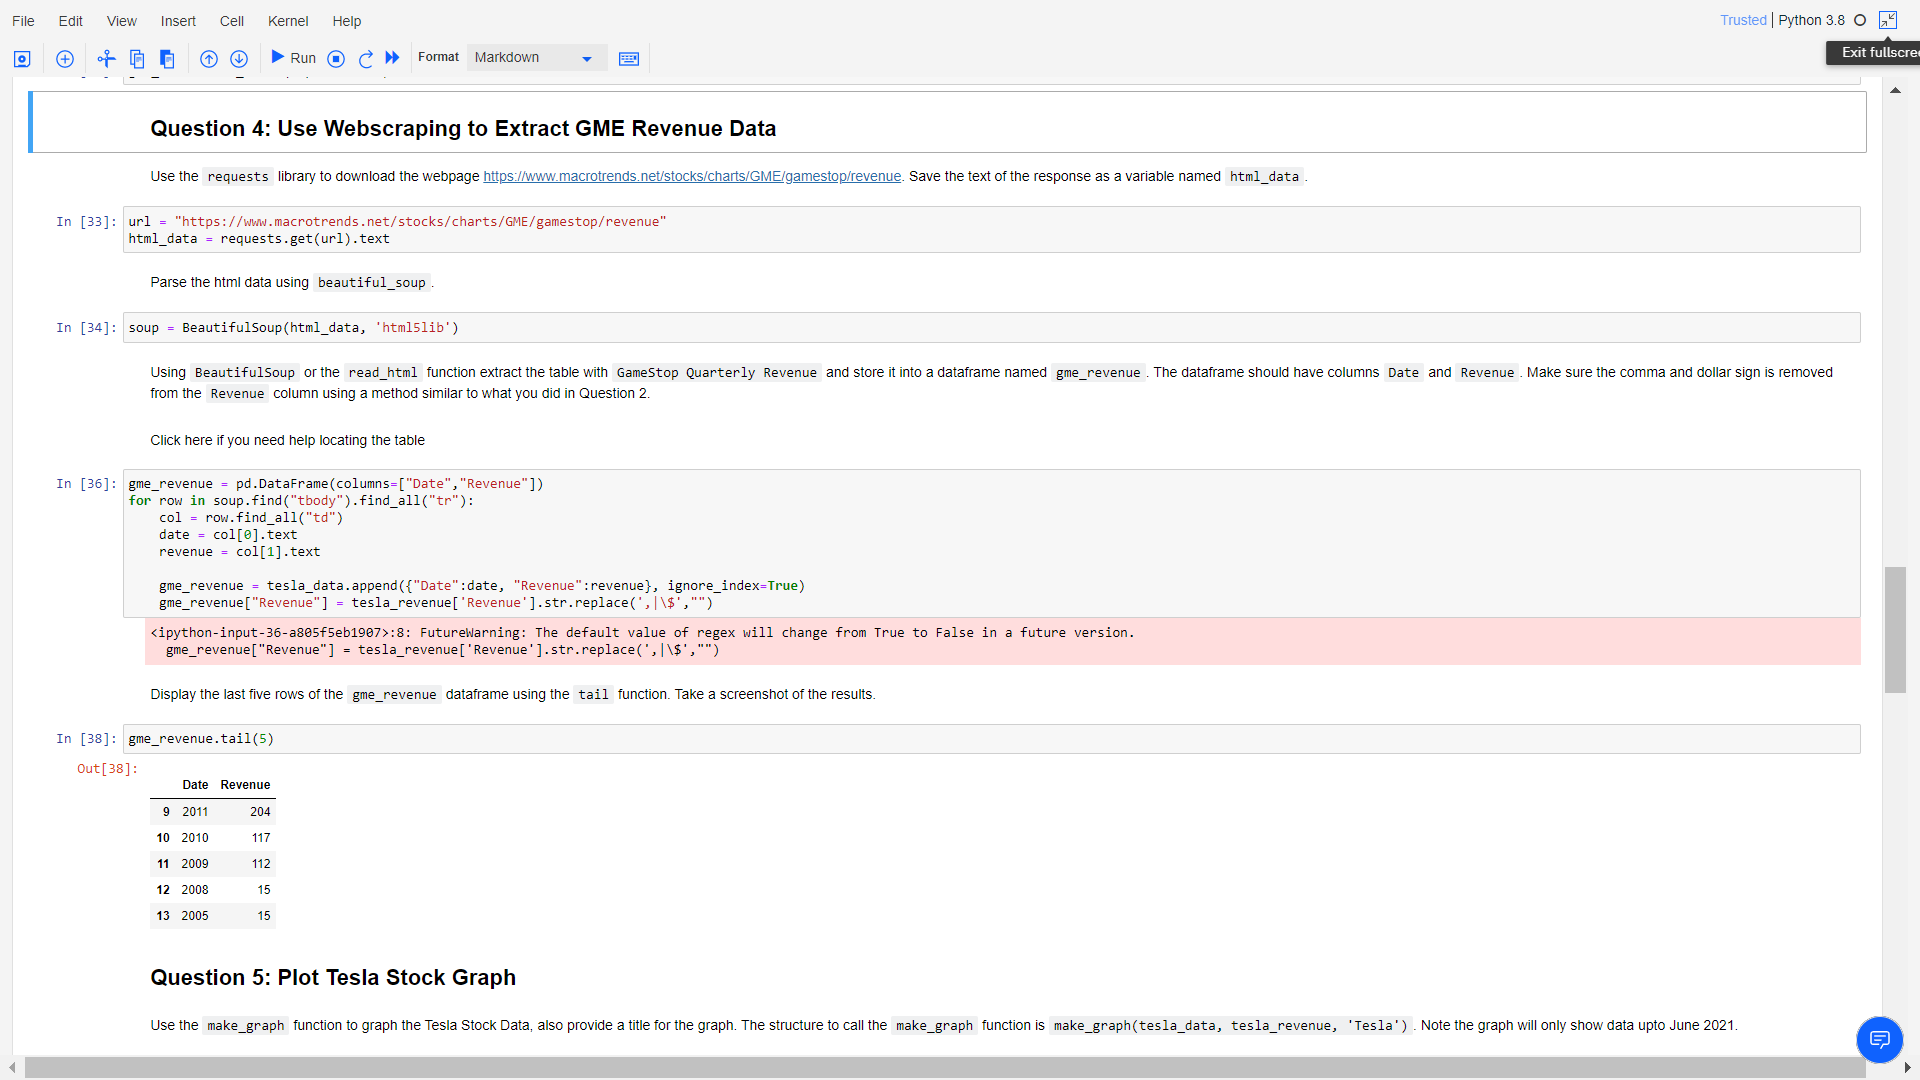 File Edit View Insert Cell Kernel Help
Trusted | Python 3.8
Run Format Markdown
Exit fullscree
Question 4: Use Webscraping to Extract GME Revenue Data
Use the requests library to download the webpage https://www.macrotrends.net/stocks/charts/GME/gamestop/revenue. Save the text of the response as a variable named html_data .
In [33]: url = "https://www.macrotrends.net/stocks/charts/GME/gamestop/revenue"
html_data = requests.get(url).text
Parse the html data using beautiful_soup .
In [34]: soup = BeautifulSoup(html_data, 'html5lib')
Using BeautifulSoup or the read_html function extract the table with GameStop Quarterly Revenue and store it into a dataframe named gme_revenue . The dataframe should have columns Date and Revenue . Make sure the comma and dollar sign is removed
from the Revenue column using a method similar to what you did in Question 2.
Click here if you need help locating the table
In [36]: gme_revenue = pd.DataFrame(columns=["Date","Revenue"])
for row in soup.find("tbody").find_all("tr"):
    col = row.find_all("td")
    date = col[0].text
    revenue = col[1].text
    gme_revenue = tesla_data.append({"Date":date, "Revenue":revenue}, ignore_index=True)
    gme_revenue["Revenue"] = tesla_revenue['Revenue'].str.replace(',|\$',"")
<ipython-input-36-a805f5eb1907>:8: FutureWarning: The default value of regex will change from True to False in a future version.
  gme_revenue["Revenue"] = tesla_revenue['Revenue'].str.replace(',|\$',"")
Display the last five rows of the gme_revenue dataframe using the tail function. Take a screenshot of the results.
In [38]: gme_revenue.tail(5)
Out[38]:
Date Revenue
9 2011 204
10 2010 117
11 2009 112
12 2008 15
13 2005 15
Question 5: Plot Tesla Stock Graph
Use the make_graph function to graph the Tesla Stock Data, also provide a title for the graph. The structure to call the make_graph function is make_graph(tesla_data, tesla_revenue, 'Tesla') . Note the graph will only show data upto June 2021.